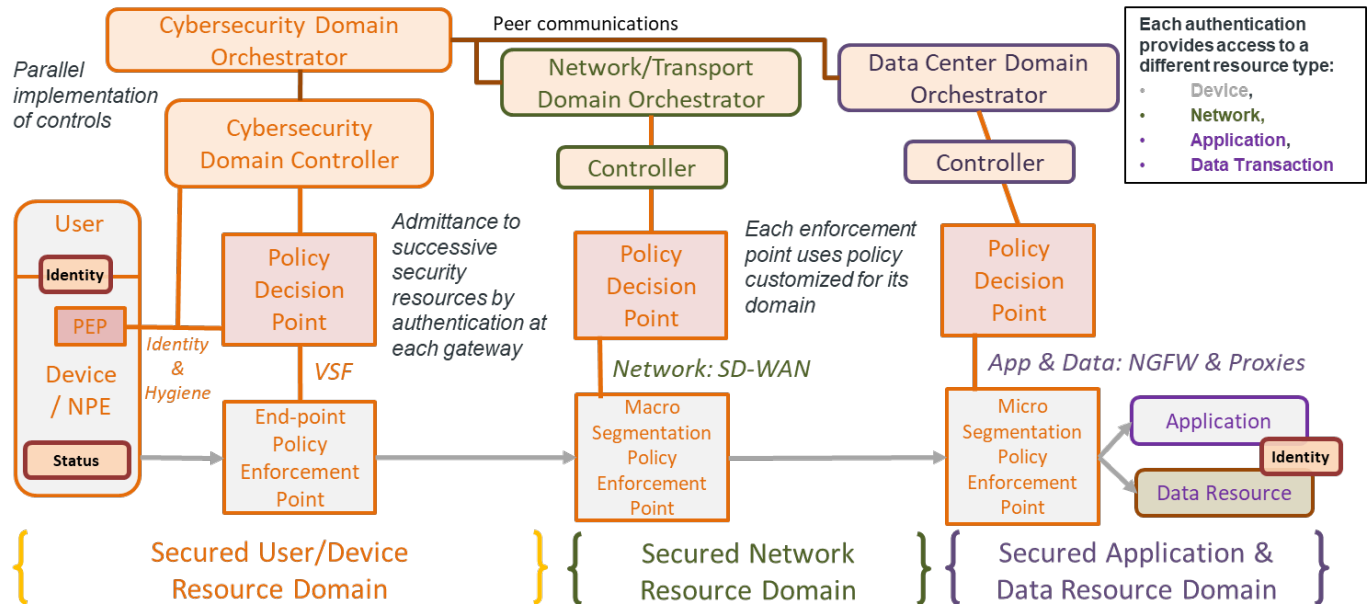 Cybersecurity Domain
Orchestrator
Peer communications
Network/Transport
Domain Orchestrator
Data Center Domain
Orchestrator
Each authentication
provides access to a
different resource type:
• Device,
• Network,
• Application,
• Data Transaction
Parallel
implementation
of controls
Cybersecurity
Domain Controller
Controller
Controller
User
Identity
PEP
Device
/ NPE
Status
Identity
&
Hygiene
Policy
Decision
Point
VSF
Admittance to
successive
security
resources by
authentication at
each gateway
Policy
Decision
Point
Each enforcement
point uses policy
customized for its
domain
Policy
Decision
Point
Network: SD-WAN
App & Data: NGFW & Proxies
End-point
Policy
Enforcement
Point
Macro
Segmentation
Policy
Enforcement
Point
Micro
Segmentation
Policy
Enforcement
Point
Application
Identity
Data Resource
Secured User/Device
Resource Domain
Secured Network
Resource Domain
Secured Application &
Data Resource Domain